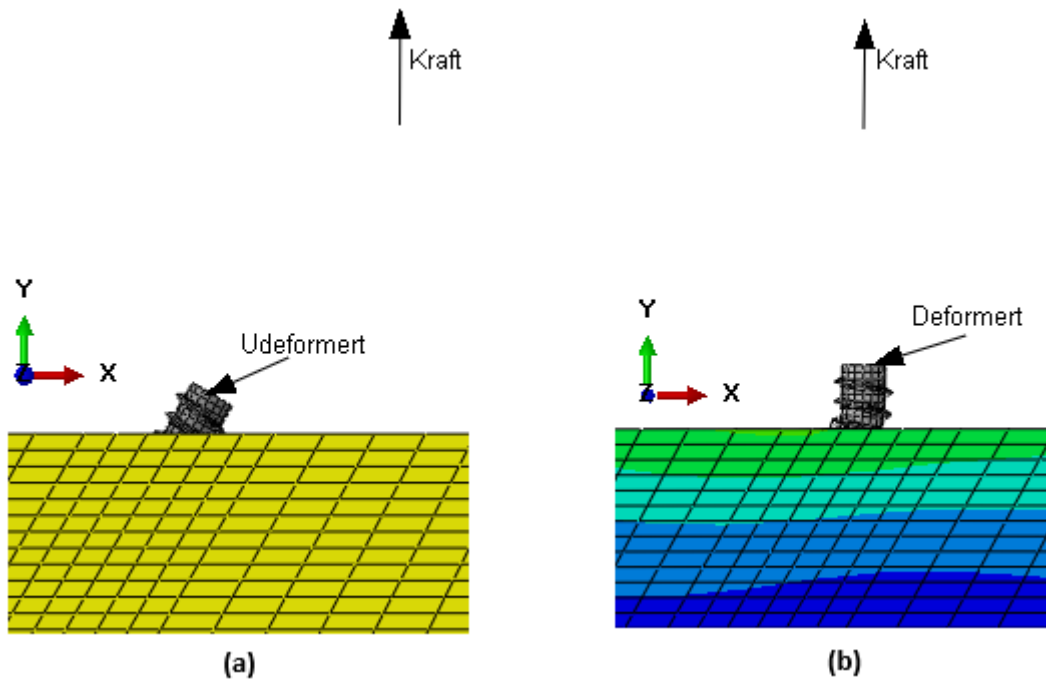 Kraft
Y
Z
X
Udeformert
(a)
Kraft
Y
Z
X
Deformert
(b)